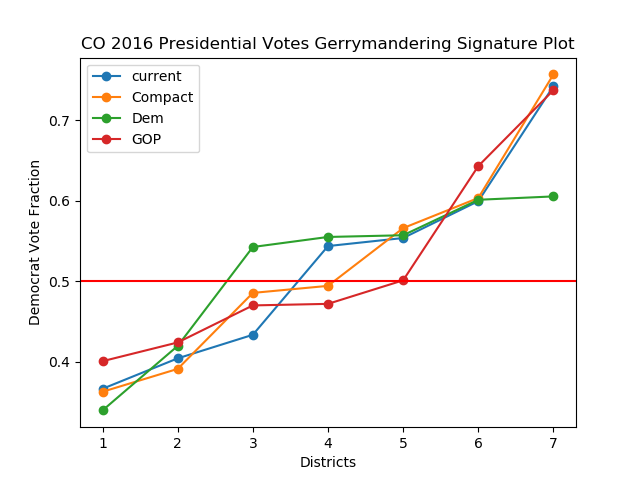 CO 2016 Presidential Votes Gerrymandering Signature Plot
current
Compact
Dem
GOP
0.7
0.6
0.5
0.4
Democrat Vote Fraction
1 2 3 4 5 6 7
Districts